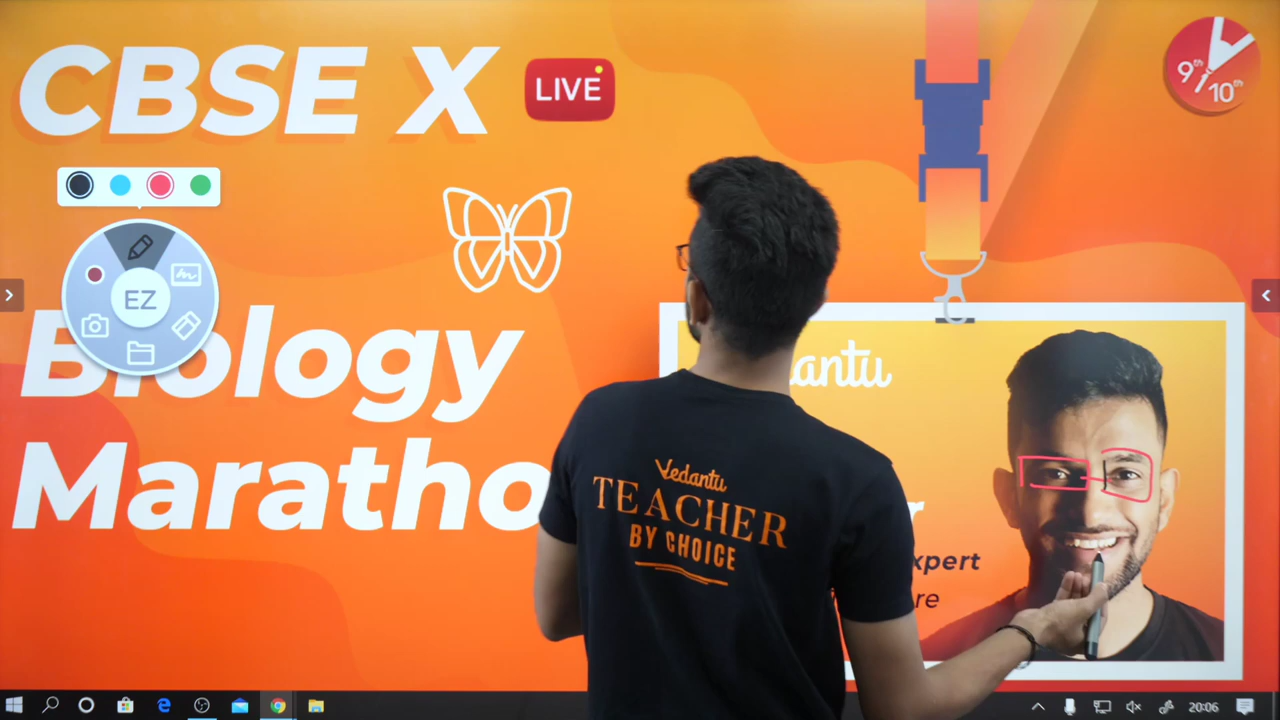 CBSE X
LIVE
9th
10th
EZ
Biology
Maratho
antu
Vedantu
TEACHER
BY CHOICE
r
xpert
re
20:06